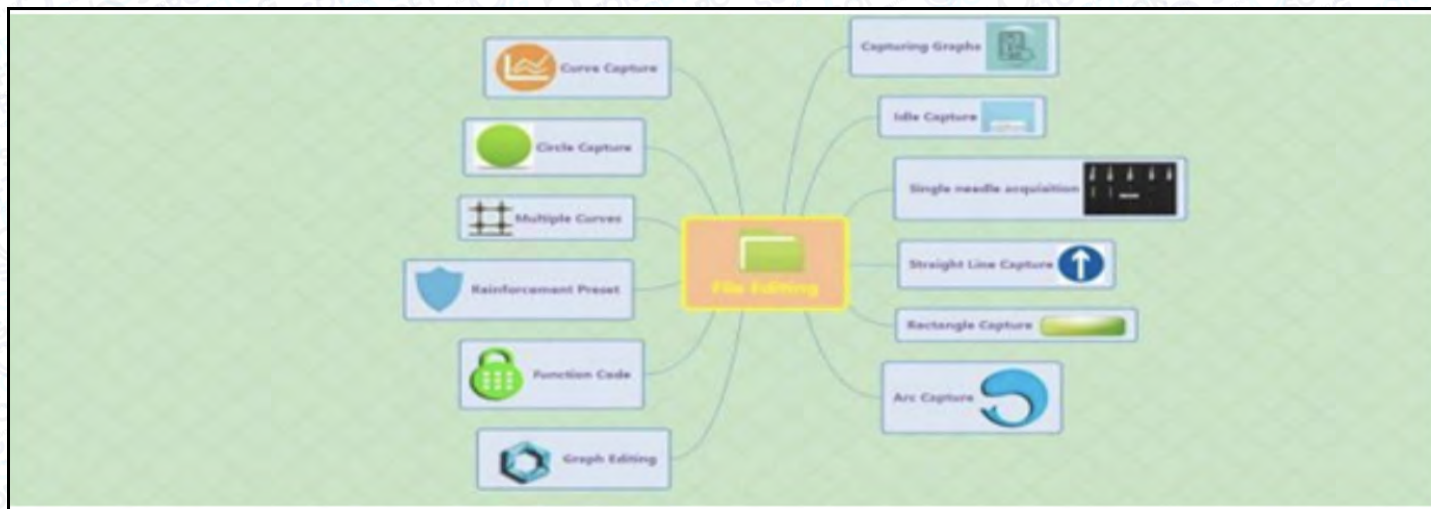 Capturing Graphs
Curve Capture
Idle Capture
Circle Capture
Single needle acquisition
Multiple Curves
Straight Line Capture
File Editing
Reinforcement Preset
Rectangle Capture
Function Code
Arc Capture
Graph Editing